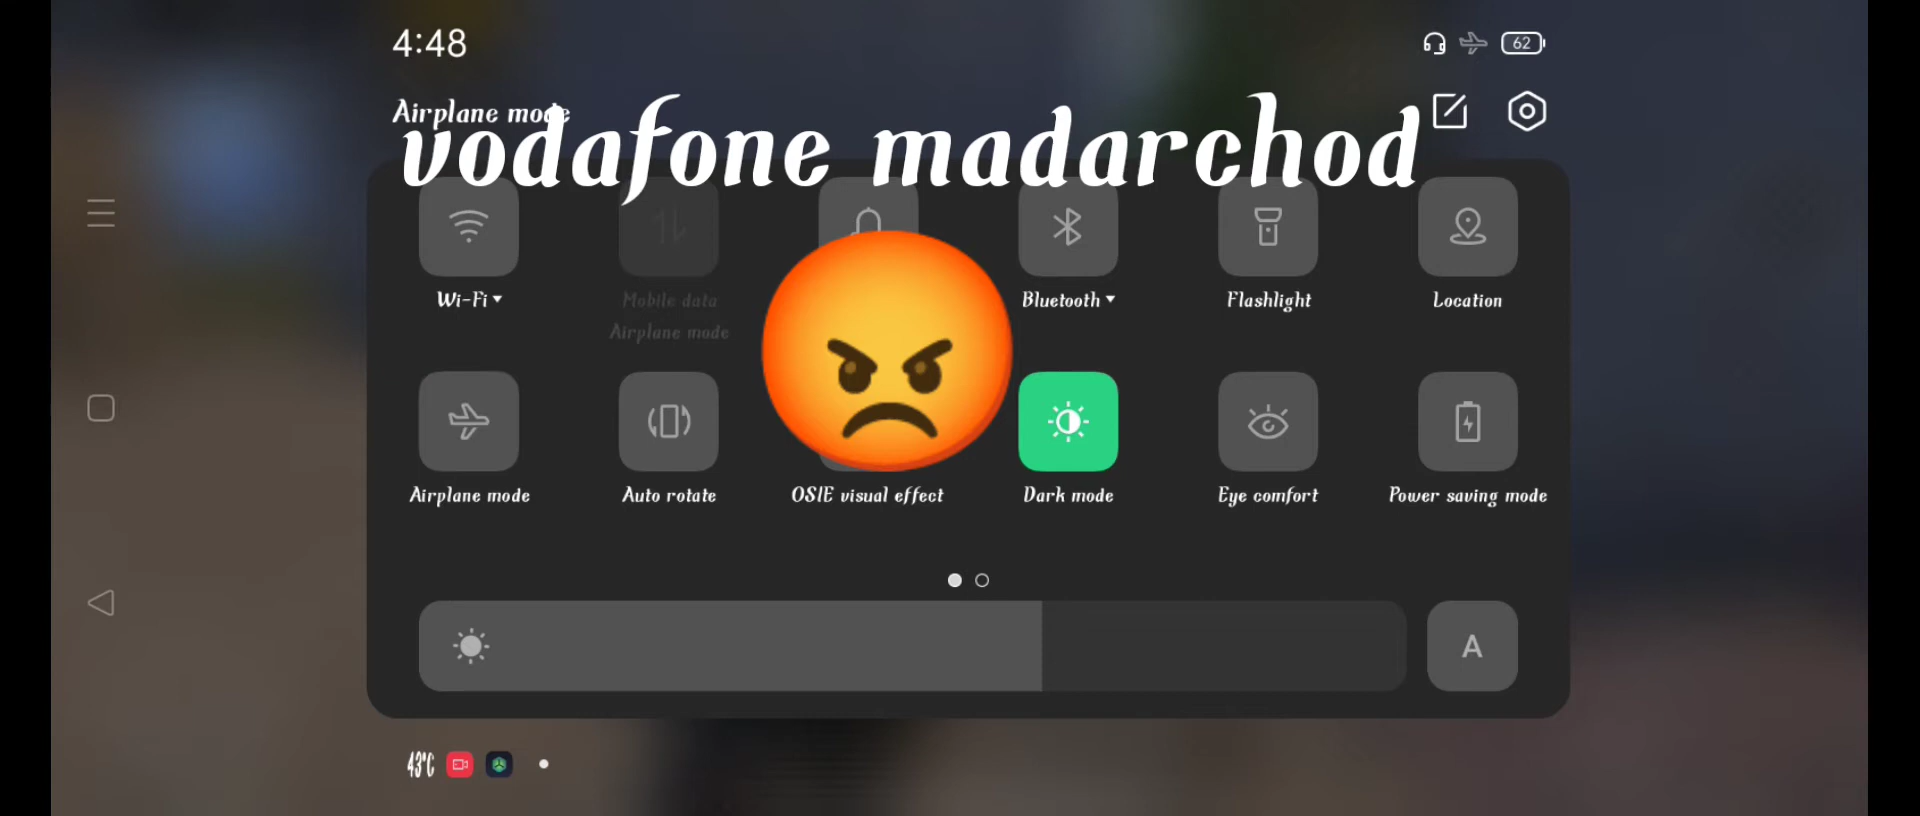 4:48
62
Airplane mode
vodafone madarchod
Wi-Fi
Mobile data
Airplane mode
Bluetooth
Flashlight
Location
Airplane mode
Auto rotate
OSIE visual effect
Dark mode
Eye comfort
Power saving mode
A
43°C